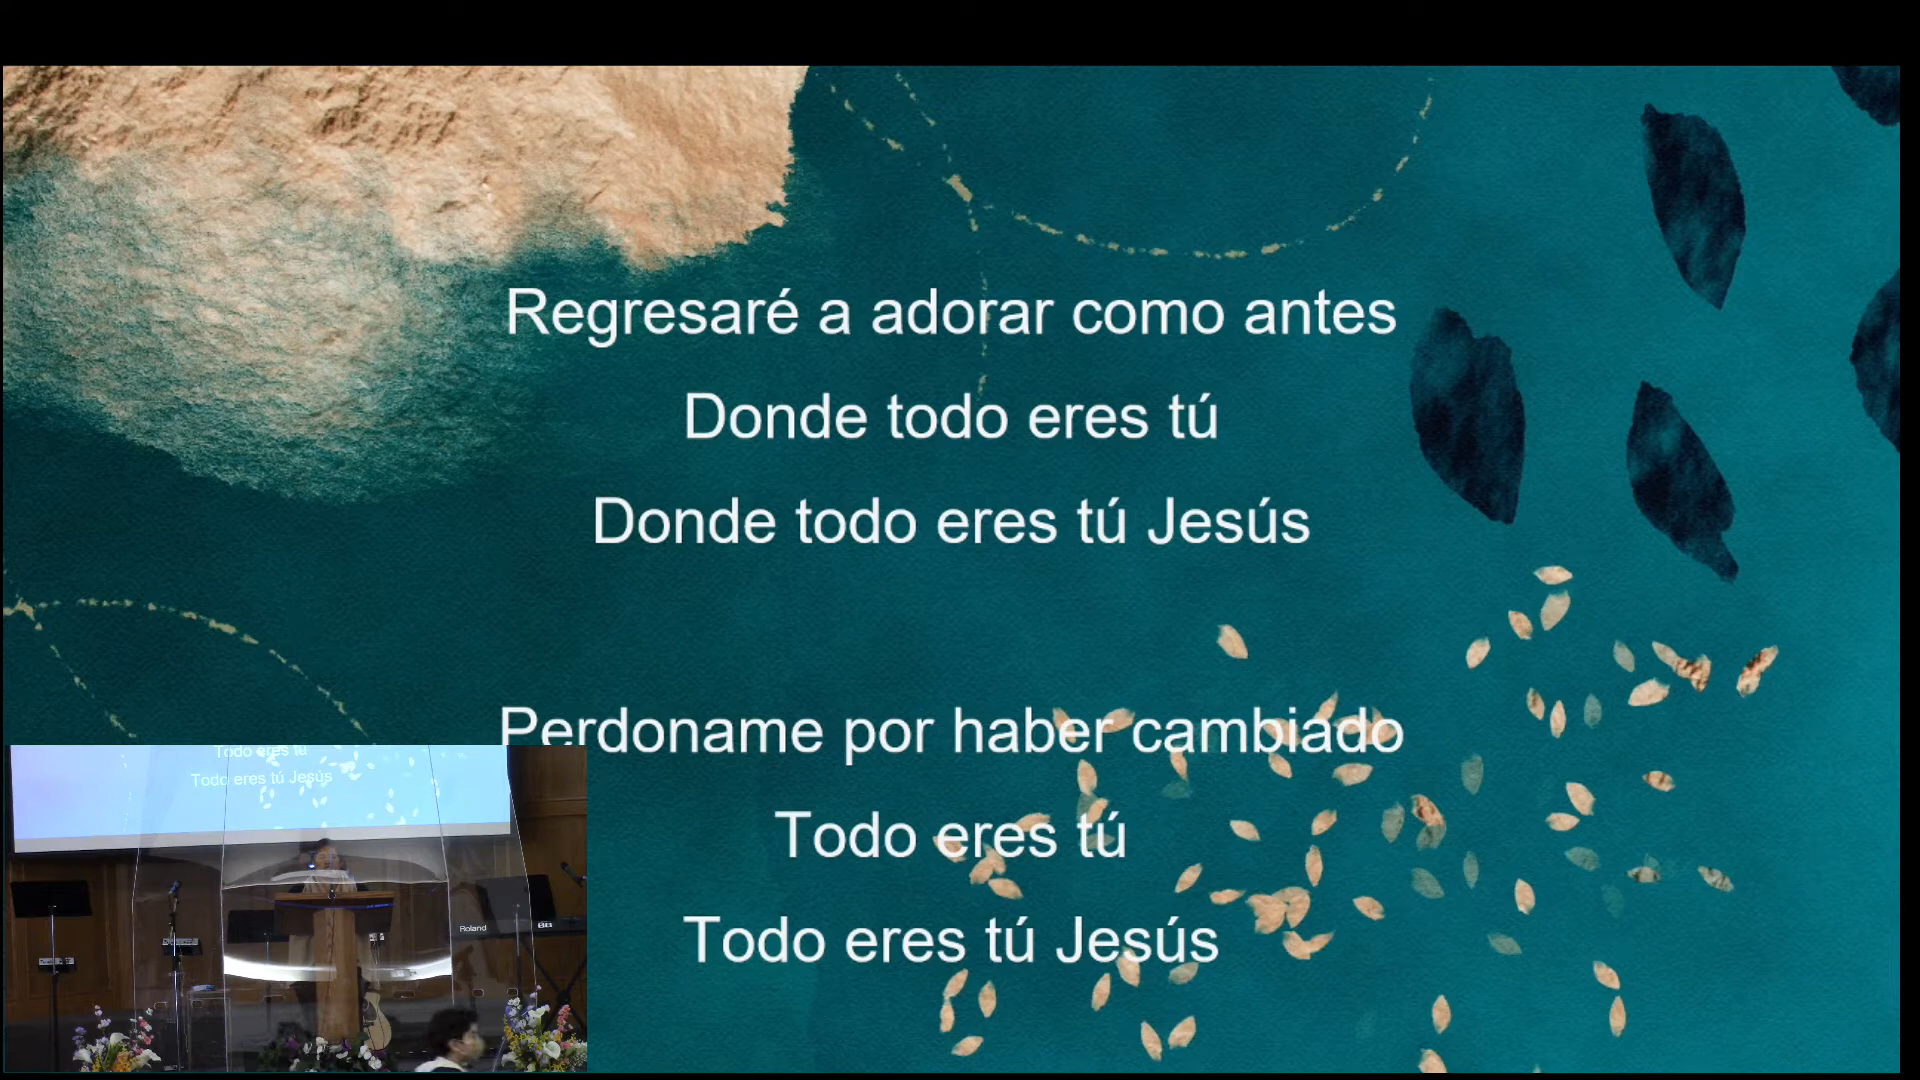 Regresaré a adorar como antes
Donde todo eres tú
Donde todo eres tú Jesús
Perdoname por haber cambiado
Todo eres tú
Todo eres tú Jesús
Todo eres tú
Todo eres tú Jesús
Roland